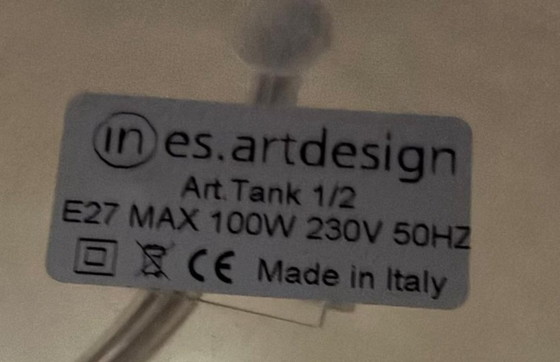 in es.artdesign
Art.Tank 1/2
E27 MAX 100W 230V 50HZ
CE Made in Italy